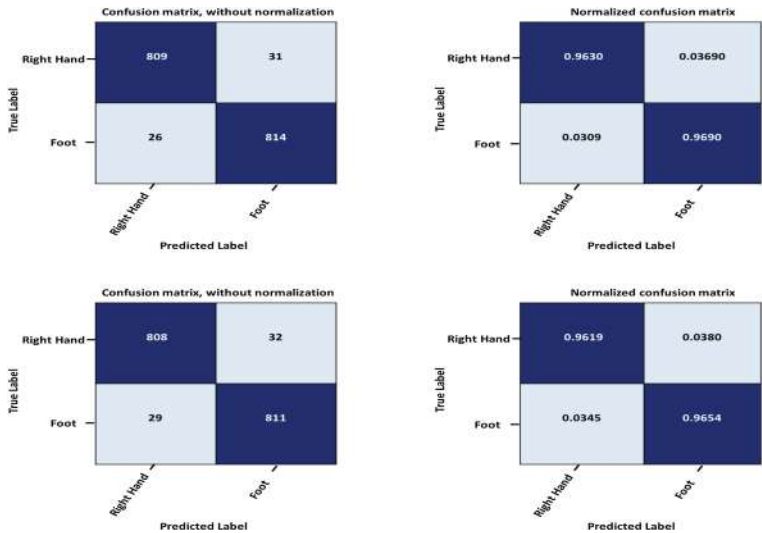 Confusion matrix, without normalization
True Label
Right Hand
809
31
Foot
26
814
Right Hand
Foot
Predicted Label
Normalized confusion matrix
True Label
Right Hand
0.9630
0.03690
Foot
0.0309
0.9690
Right Hand
Foot
Predicted Label
Confusion matrix, without normalization
True Label
Right Hand
808
32
Foot
29
811
Right Hand
Foot
Predicted Label
Normalized confusion matrix
True Label
Right Hand
0.9619
0.0380
Foot
0.0345
0.9654
Right Hand
Foot
Predicted Label